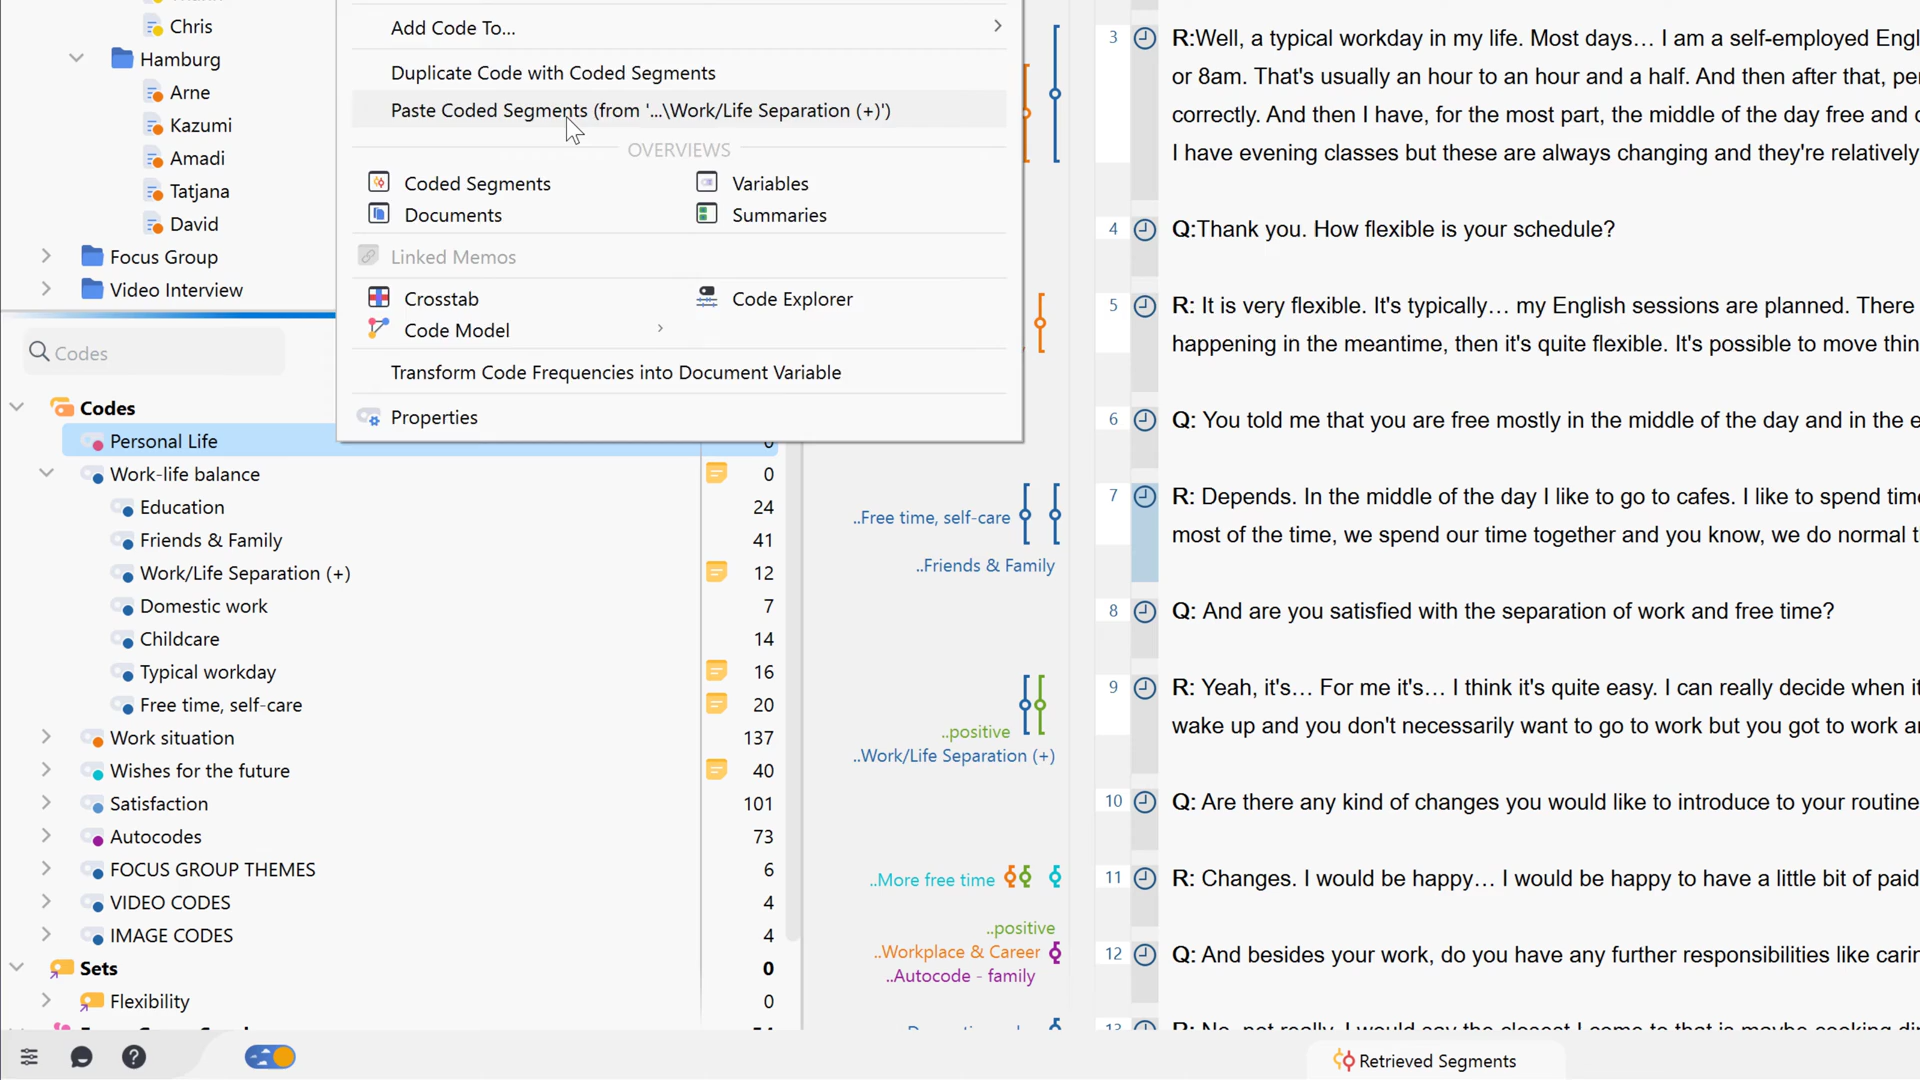 Chris
Hamburg
Arne
Kazumi
Amadi
Tatjana
David
Focus Group
Video Interview
Add Code To...
Duplicate Code with Coded Segments
Paste Coded Segments (from '...\Work/Life Separation (+)')
OVERVIEWS
Coded Segments
Variables
Documents
Summaries
Linked Memos
Crosstab
Code Explorer
Code Model
Transform Code Frequencies into Document Variable
Properties
Codes
Codes
Personal Life
Work-life balance 0
Education 24
Friends & Family 41
Work/Life Separation (+) 12
Domestic work 7
Childcare 14
Typical workday 16
Free time, self-care 20
Work situation 137
Wishes for the future 40
Satisfaction 101
Autocodes 73
FOCUS GROUP THEMES 6
VIDEO CODES 4
IMAGE CODES 4
Sets 0
Flexibility 0
..Free time, self-care
..Friends & Family
..positive
..Work/Life Separation (+)
..More free time
..positive
..Workplace & Career
..Autocode - family
3 R:Well, a typical workday in my life. Most days… I am a self-employed Engl
or 8am. That's usually an hour to an hour and a half. And then after that, per
correctly. And then I have, for the most part, the middle of the day free and o
I have evening classes but these are always changing and they're relatively
4 Q:Thank you. How flexible is your schedule?
5 R: It is very flexible. It's typically… my English sessions are planned. There
happening in the meantime, then it's quite flexible. It's possible to move thin
6 Q: You told me that you are free mostly in the middle of the day and in the e
7 R: Depends. In the middle of the day I like to go to cafes. I like to spend time
most of the time, we spend our time together and you know, we do normal t
8 Q: And are you satisfied with the separation of work and free time?
9 R: Yeah, it's… For me it's… I think it's quite easy. I can really decide when it
wake up and you don't necessarily want to go to work but you got to work an
10 Q: Are there any kind of changes you would like to introduce to your routine
11 R: Changes. I would be happy… I would be happy to have a little bit of paid
12 Q: And besides your work, do you have any further responsibilities like carin
13 R: No, not really. I would say the closest I come to that is maybe
Retrieved Segments